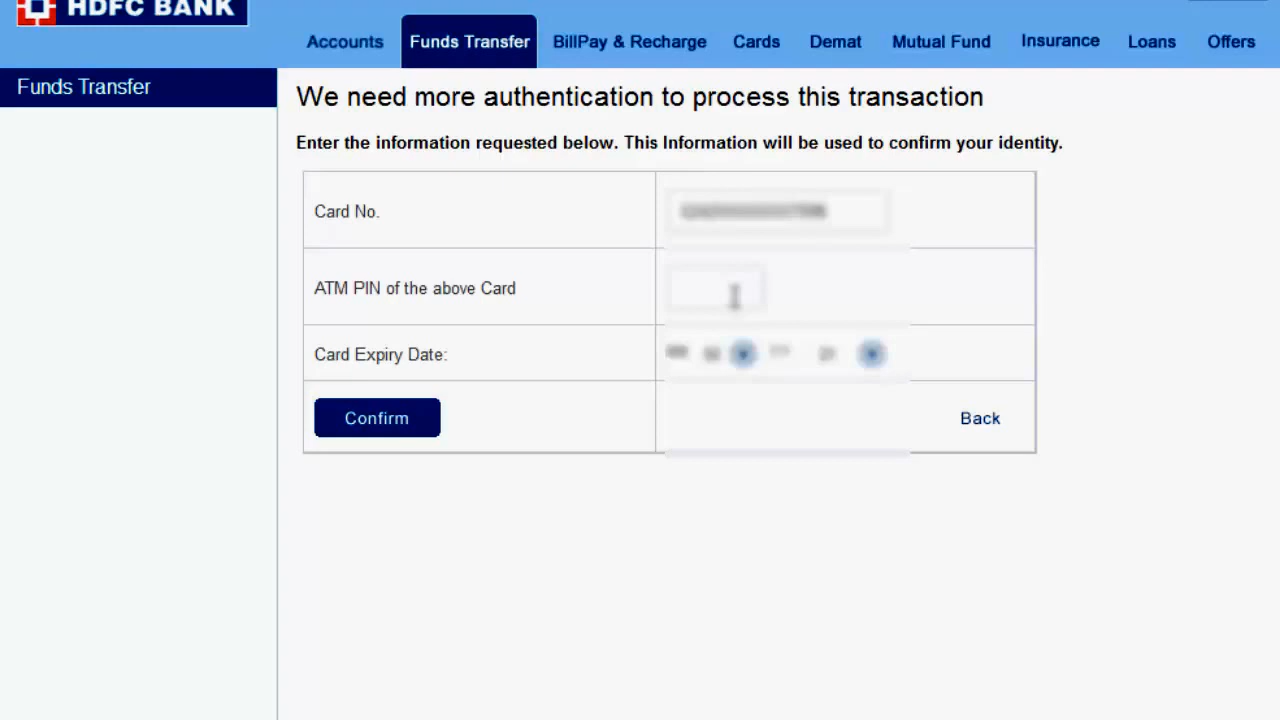 HDFC BANK
Accounts Funds Transfer BillPay & Recharge Cards Demat Mutual Fund Insurance Loans Offers
Funds Transfer
We need more authentication to process this transaction
Enter the information requested below. This Information will be used to confirm your identity.
Card No.
ATM PIN of the above Card
Card Expiry Date:
Confirm Back